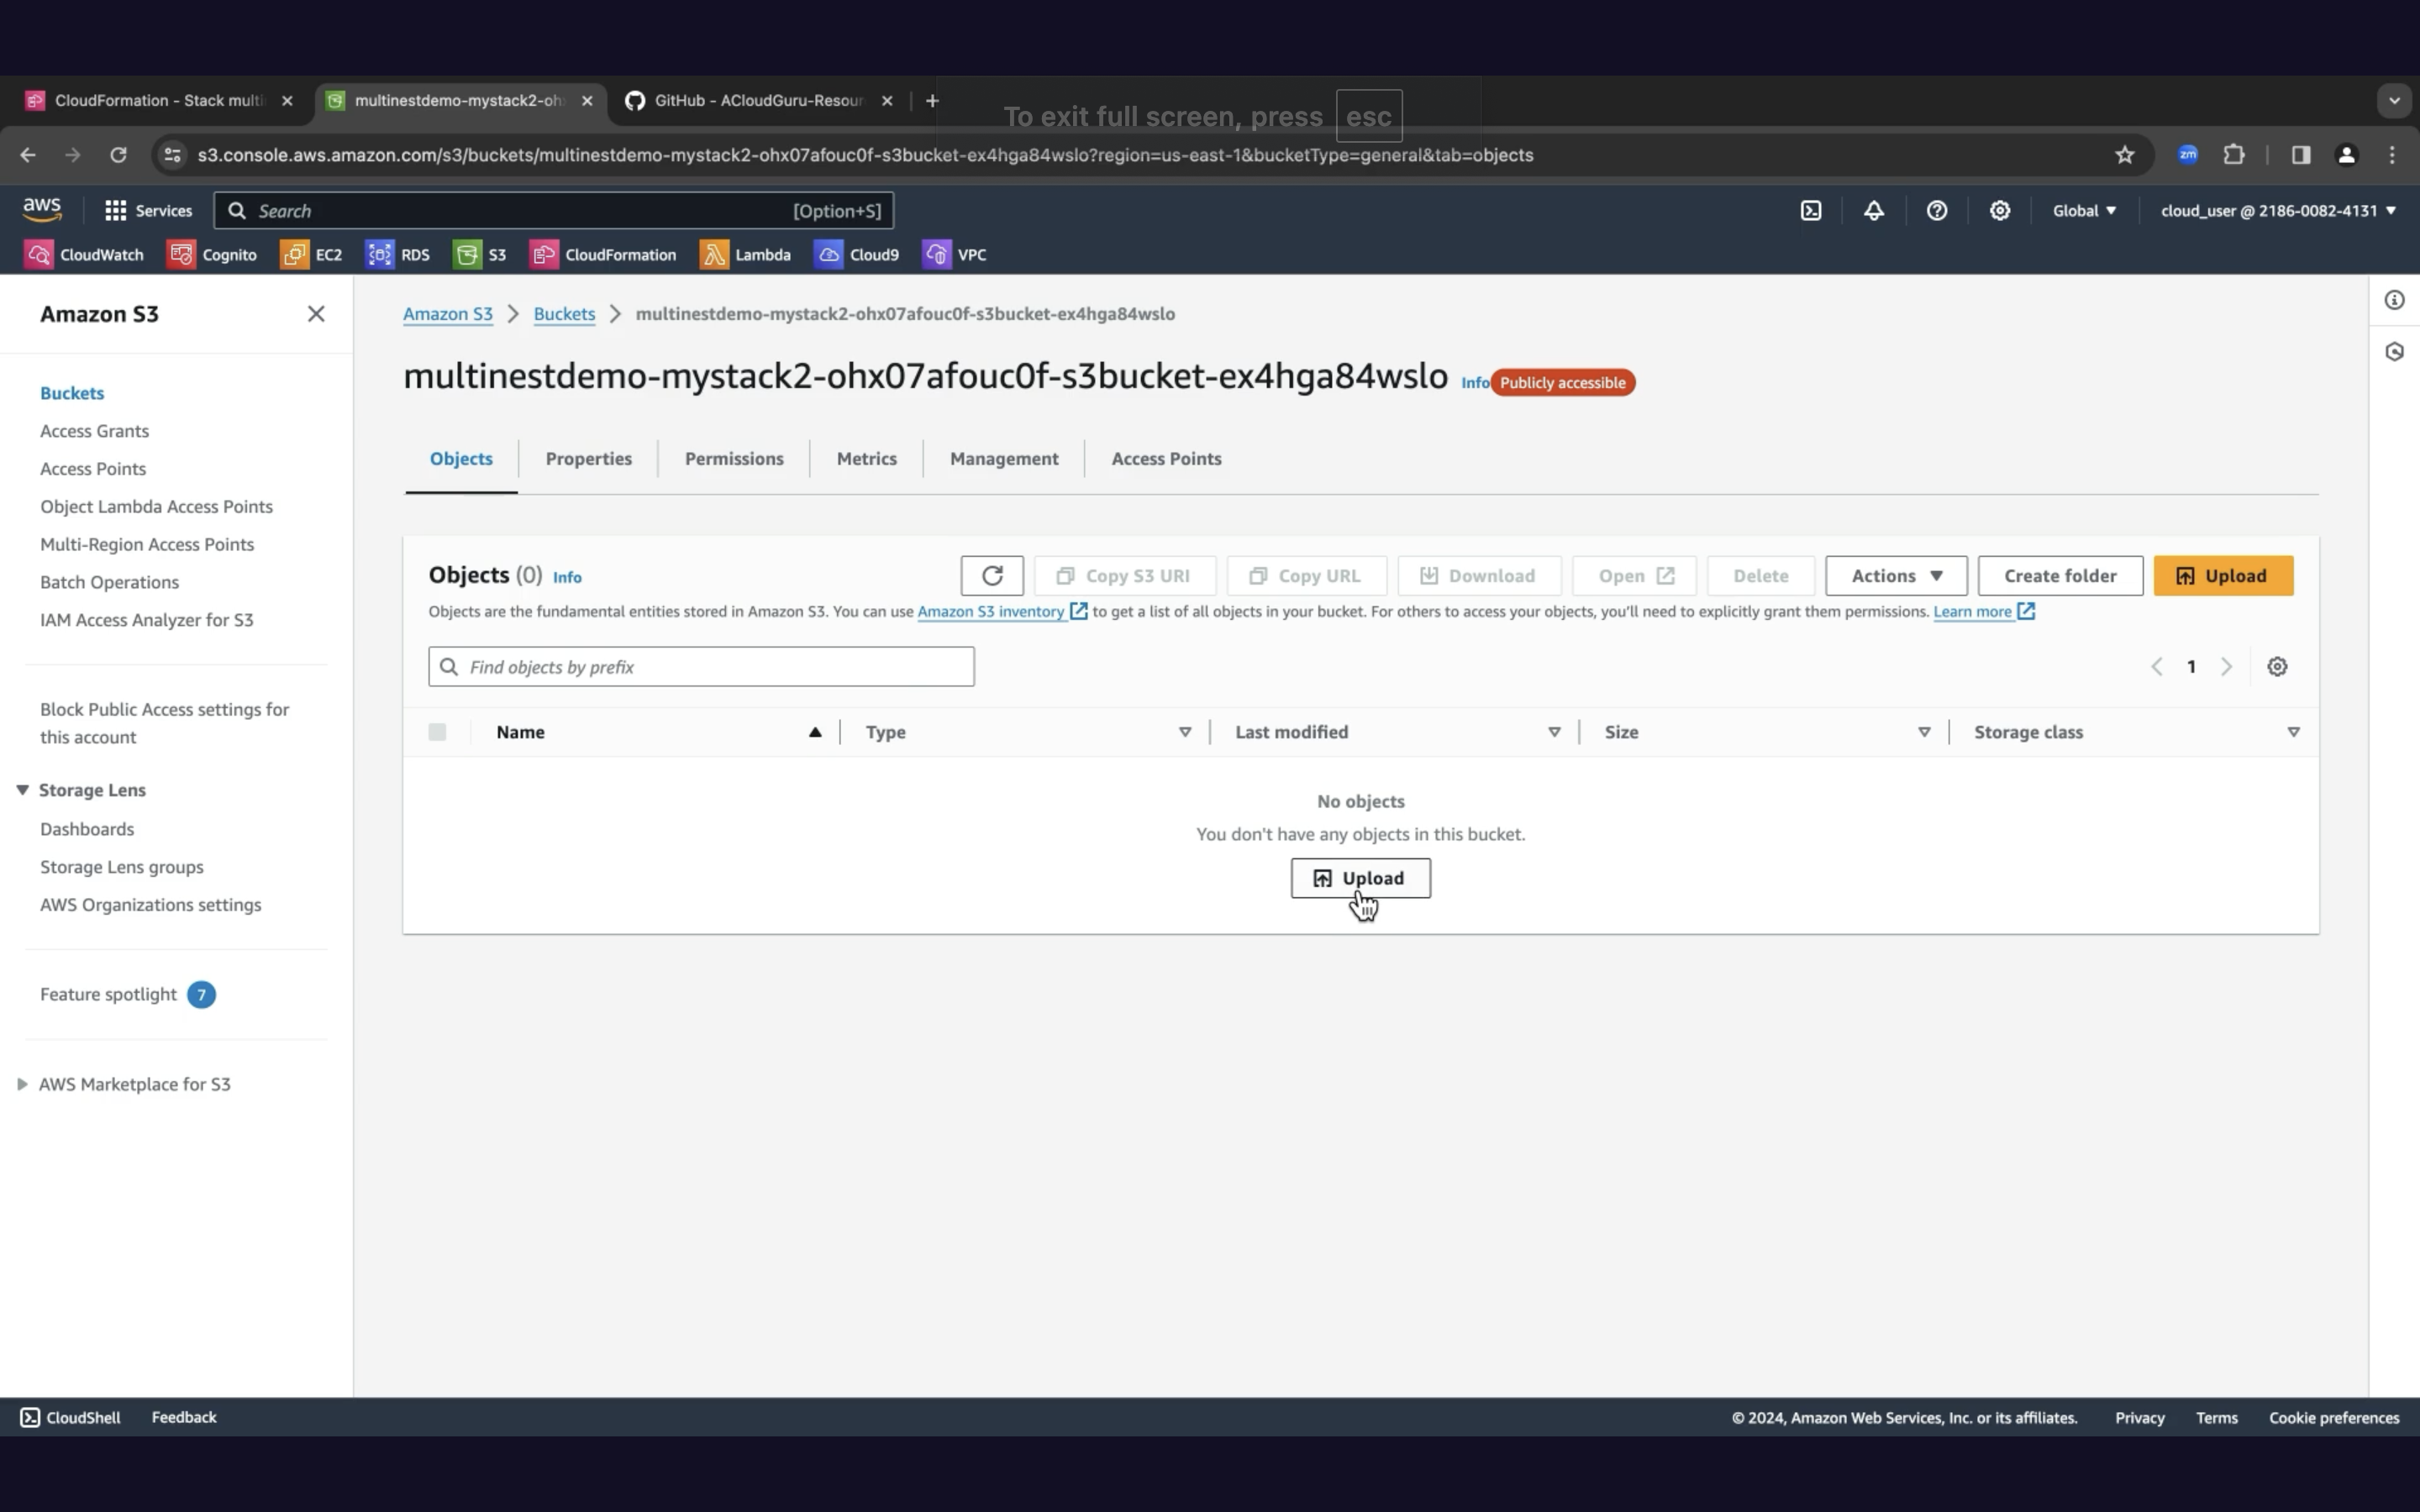 CloudFormation - Stack multi
multinestdemo-mystack2-oh
GitHub - ACloudGuru-Resour
To exit full screen, press esc
s3.console.aws.amazon.com/s3/buckets/multinestdemo-mystack2-ohx07afouc0f-s3bucket-ex4hga84wslo?region=us-east-1&bucketType=general&tab=objects
zm
aws Services Search [Option+S] Global cloud_user @ 2186-0082-4131
CloudWatch Cognito EC2 RDS S3 CloudFormation Lambda Cloud9 VPC
Amazon S3
Buckets
Access Grants
Access Points
Object Lambda Access Points
Multi-Region Access Points
Batch Operations
IAM Access Analyzer for S3
Block Public Access settings for
this account
Storage Lens
Dashboards
Storage Lens groups
AWS Organizations settings
Feature spotlight 7
AWS Marketplace for S3
Amazon S3 > Buckets > multinestdemo-mystack2-ohx07afouc0f-s3bucket-ex4hga84wslo
multinestdemo-mystack2-ohx07afouc0f-s3bucket-ex4hga84wslo Info Publicly accessible
Objects Properties Permissions Metrics Management Access Points
Objects (0) Info Copy S3 URI Copy URL Download Open Delete Actions Create folder Upload
Objects are the fundamental entities stored in Amazon S3. You can use Amazon S3 inventory to get a list of all objects in your bucket. For others to access your objects, you'll need to explicitly grant them permissions. Learn more
Find objects by prefix 1
Name Type Last modified Size Storage class
No objects
You don't have any objects in this bucket.
Upload
CloudShell Feedback © 2024, Amazon Web Services, Inc. or its affiliates. Privacy Terms Cookie preferences